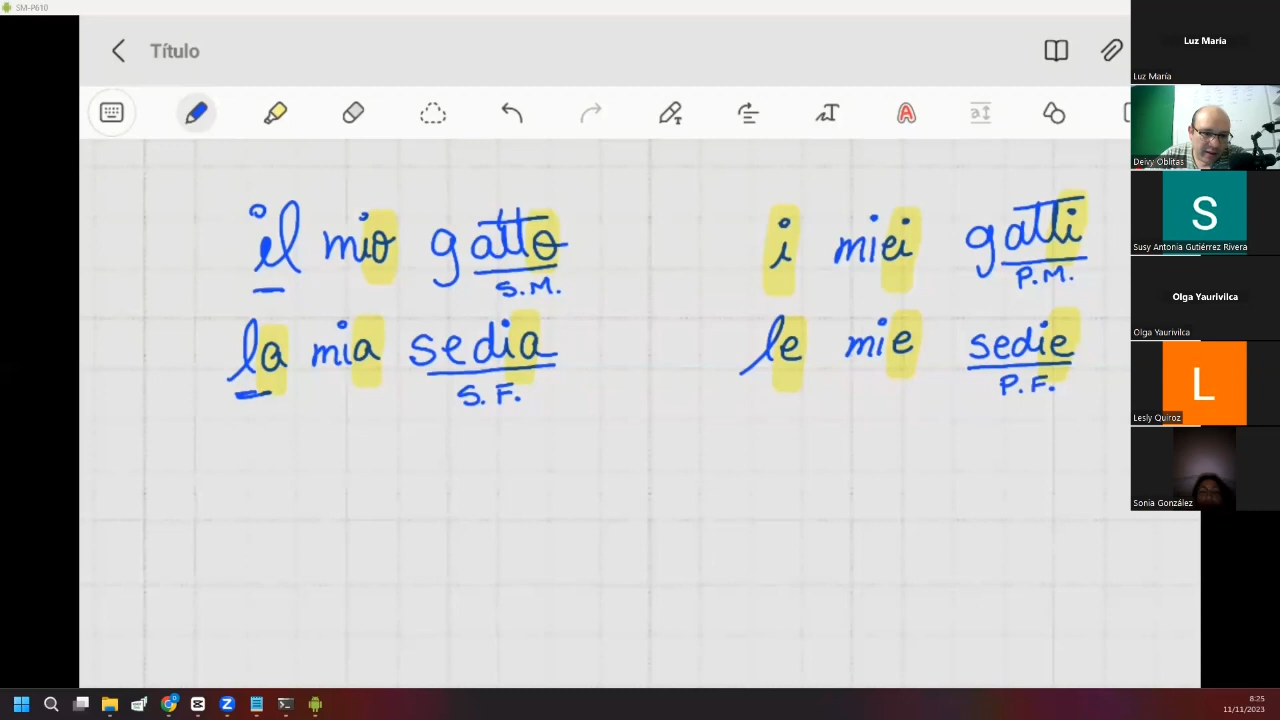 SM-P610
Título
il mio gatto
S.M.
i miei gatti
P.M.
la mia sedia
S. F.
le mie sedie
P. F.
Luz María
Luz María
Deivy Oblitas
S
Susy Antonia Gutiérrez Rivera
Olga Yaurivilca
Olga Yaurivilca
L
Lesly Quiroz
Sonia González
8:25
11/11/2023